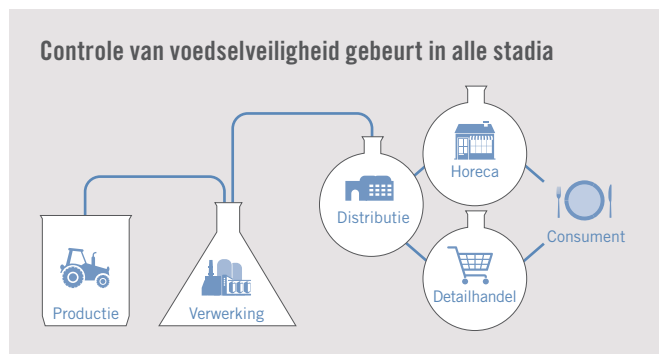 Controle van voedselveiligheid gebeurt in alle stadia
Productie
Verwerking
Distributie
Horeca
Detailhandel
Consument